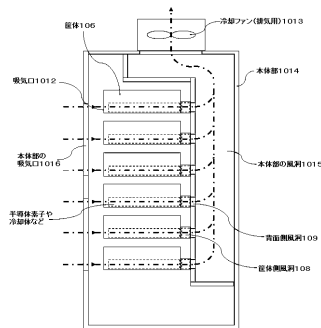 冷却ファン(排気用)1013
筐体106
吸気口1012
本体部1014
本体部の
吸気口1016
本体部の風洞1015
半導体素子や
冷却体など
背面側風洞109
筐体側風洞108